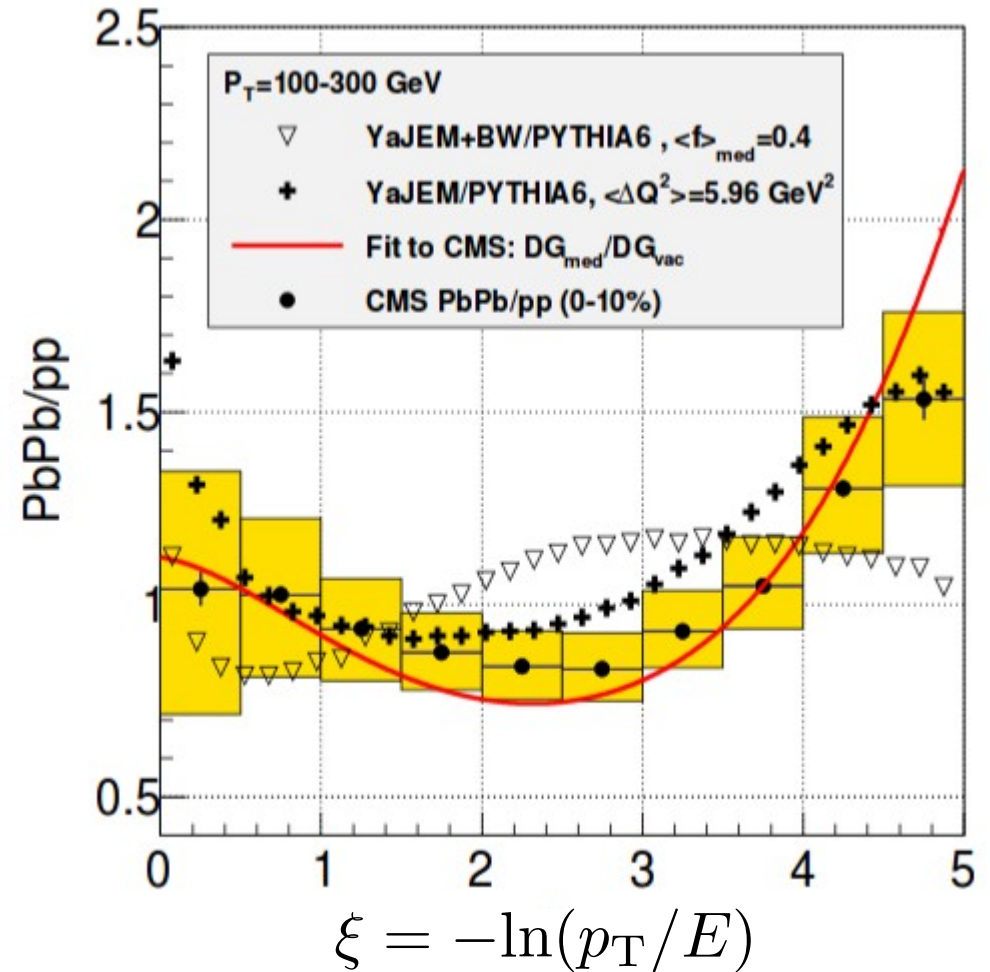 2.5
2
1.5
1
0.5
PbPb/pp
P_T=100-300 GeV
YaJEM+BW/PYTHIA6 , <f>_med=0.4
YaJEM/PYTHIA6, <ΔQ²>=5.96 GeV²
Fit to CMS: DG_med/DG_vac
CMS PbPb/pp (0-10%)
0 1 2 3 4 5
ξ = −ln(p_T/E)